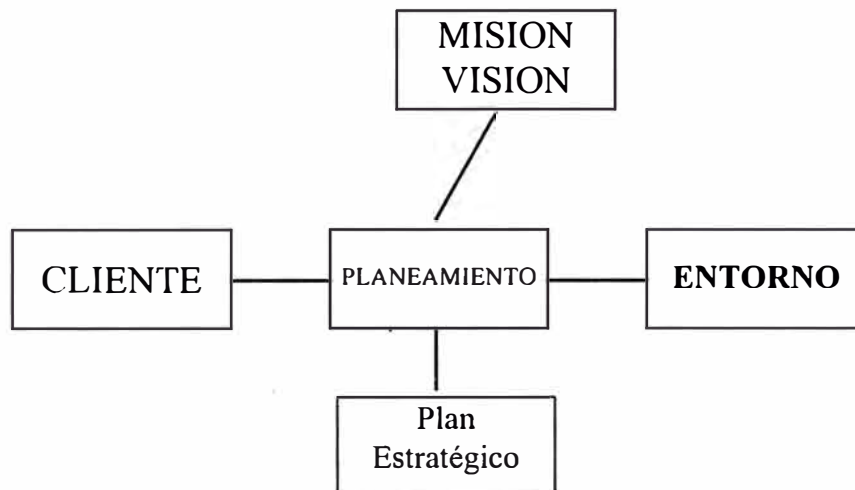 MISION
VISION
CLIENTE
PLANEAMIENTO
ENTORNO
Plan
Estratégico